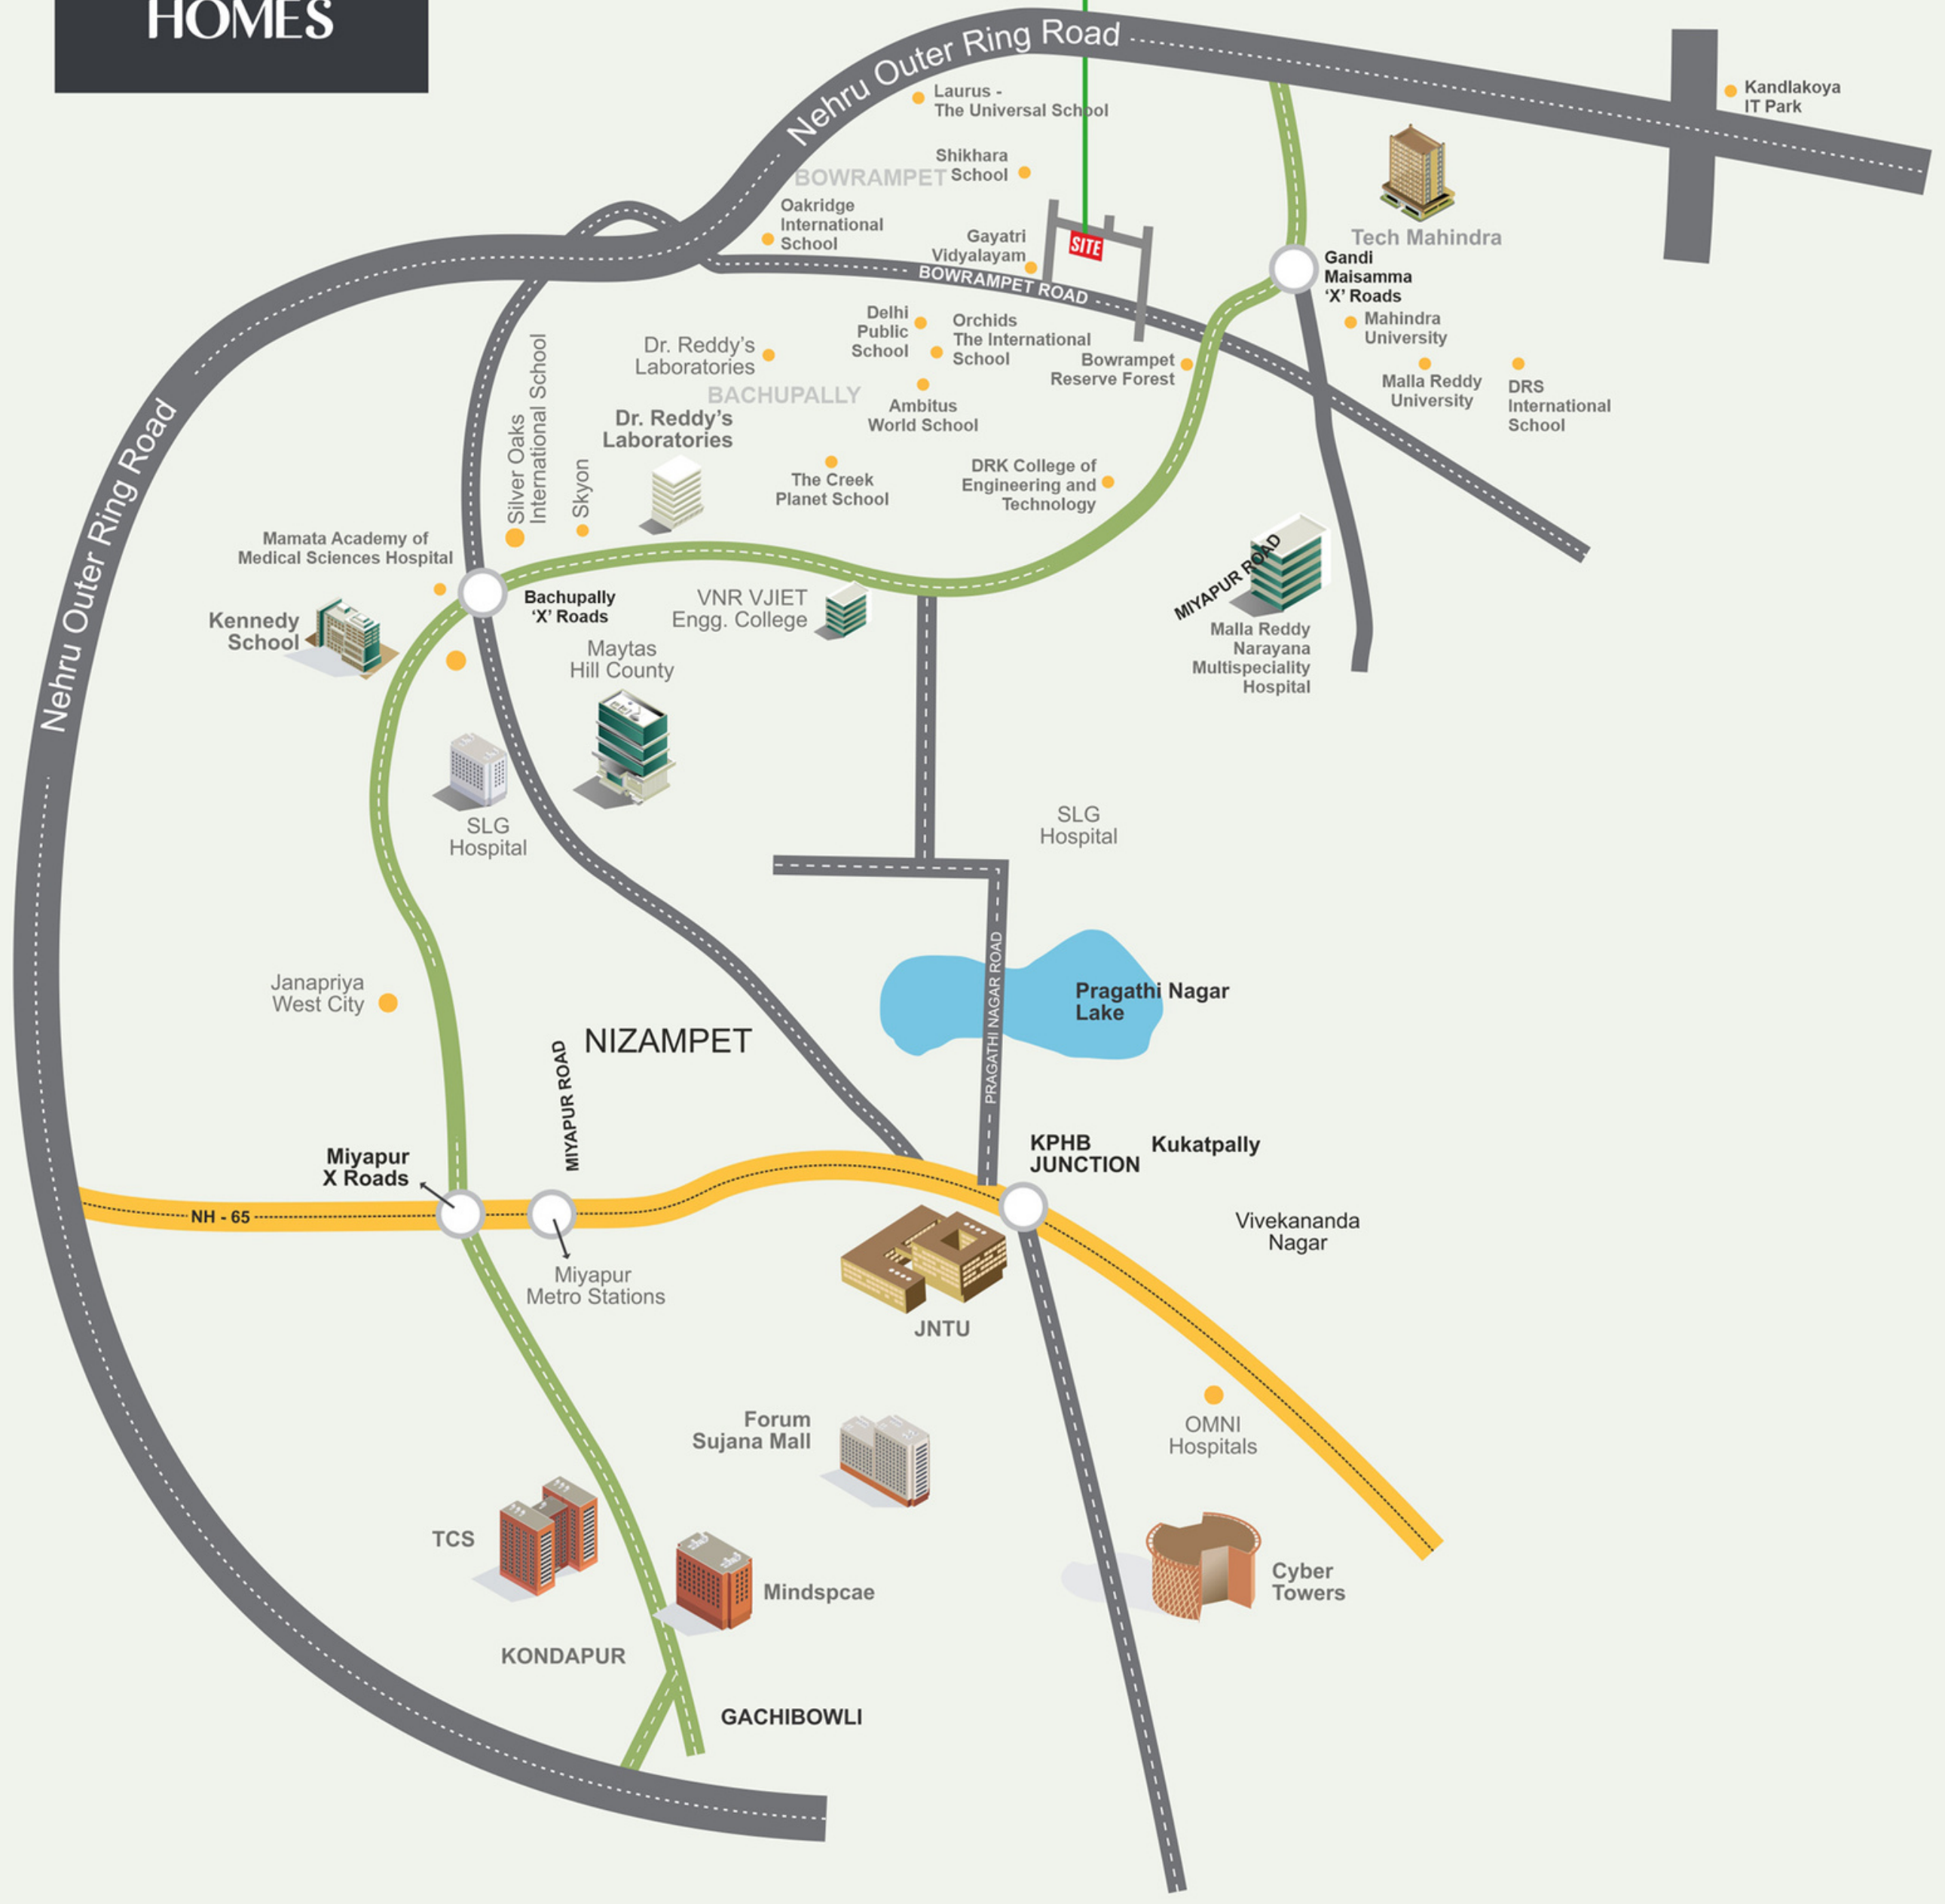 HOMES
Nehru Outer Ring Road
Kandlakoya
IT Park
Laurus -
The Universal School
Shikhara
School
BOWRAMPET
Oakridge
International
School
Gayatri
Vidyalayam
SITE
BOWRAMPET ROAD
Tech Mahindra
Gandi
Maisamma
‘X’ Roads
Mahindra
University
Malla Reddy
University
DRS
International
School
Delhi
Public
School
Orchids
The International
School
Bowrampet
Reserve Forest
Dr. Reddy’s
Laboratories
BACHUPALLY
Ambitus
World School
Dr. Reddy’s
Laboratories
Silver Oaks
International School
Skyon
The Creek
Planet School
DRK College of
Engineering and
Technology
Nehru Outer Ring Road
Mamata Academy of
Medical Sciences Hospital
Kennedy
School
Bachupally
‘X’ Roads
VNR VJIET
Engg. College
MIYAPUR ROAD
Malla Reddy
Narayana
Multispeciality
Hospital
Maytas
Hill County
SLG
Hospital
SLG
Hospital
Janapriya
West City
PRAGATHI NAGAR ROAD
Pragathi Nagar
Lake
NIZAMPET
MIYAPUR ROAD
Miyapur
X Roads
KPHB
JUNCTION
Kukatpally
NH - 65
Vivekananda
Nagar
Miyapur
Metro Stations
JNTU
Forum
Sujana Mall
OMNI
Hospitals
TCS
Mindspcae
Cyber
Towers
KONDAPUR
GACHIBOWLI